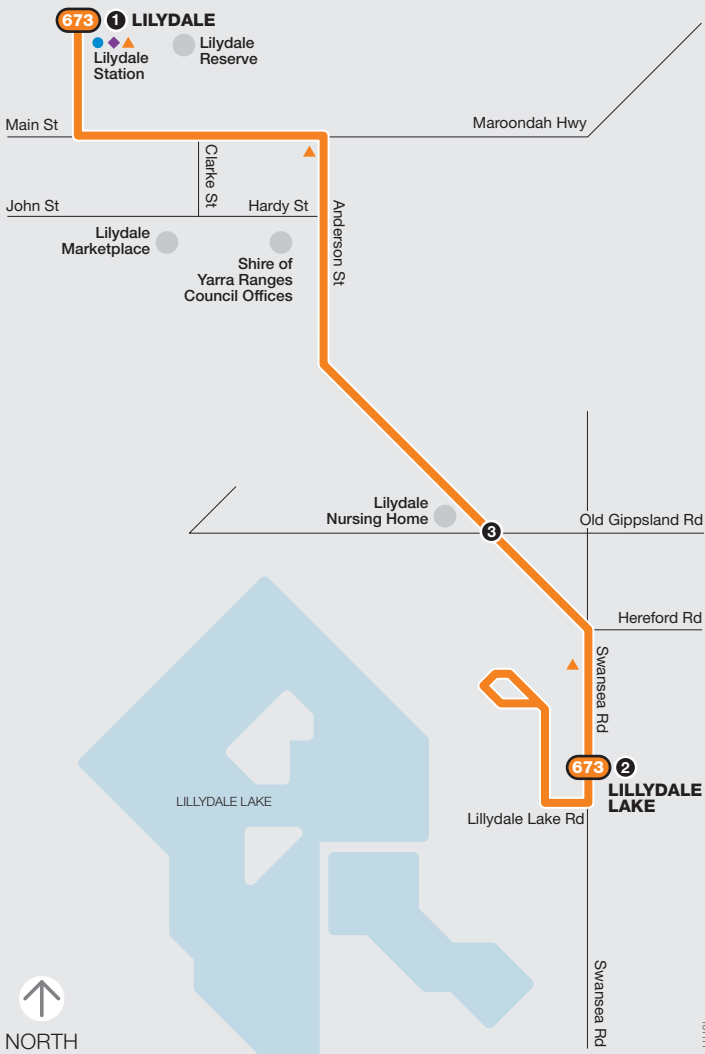 673 1 LILYDALE
Lilydale
Station
Lilydale
Reserve
Main St
Maroondah Hwy
Clarke St
John St
Hardy St
Anderson St
Lilydale
Marketplace
Shire of
Yarra Ranges
Council Offices
Lilydale
Nursing Home
3
Old Gippsland Rd
Hereford Rd
Swansea Rd
673 2
LILLYDALE
LAKE
LILLYDALE LAKE
Lillydale Lake Rd
Swansea Rd
NORTH